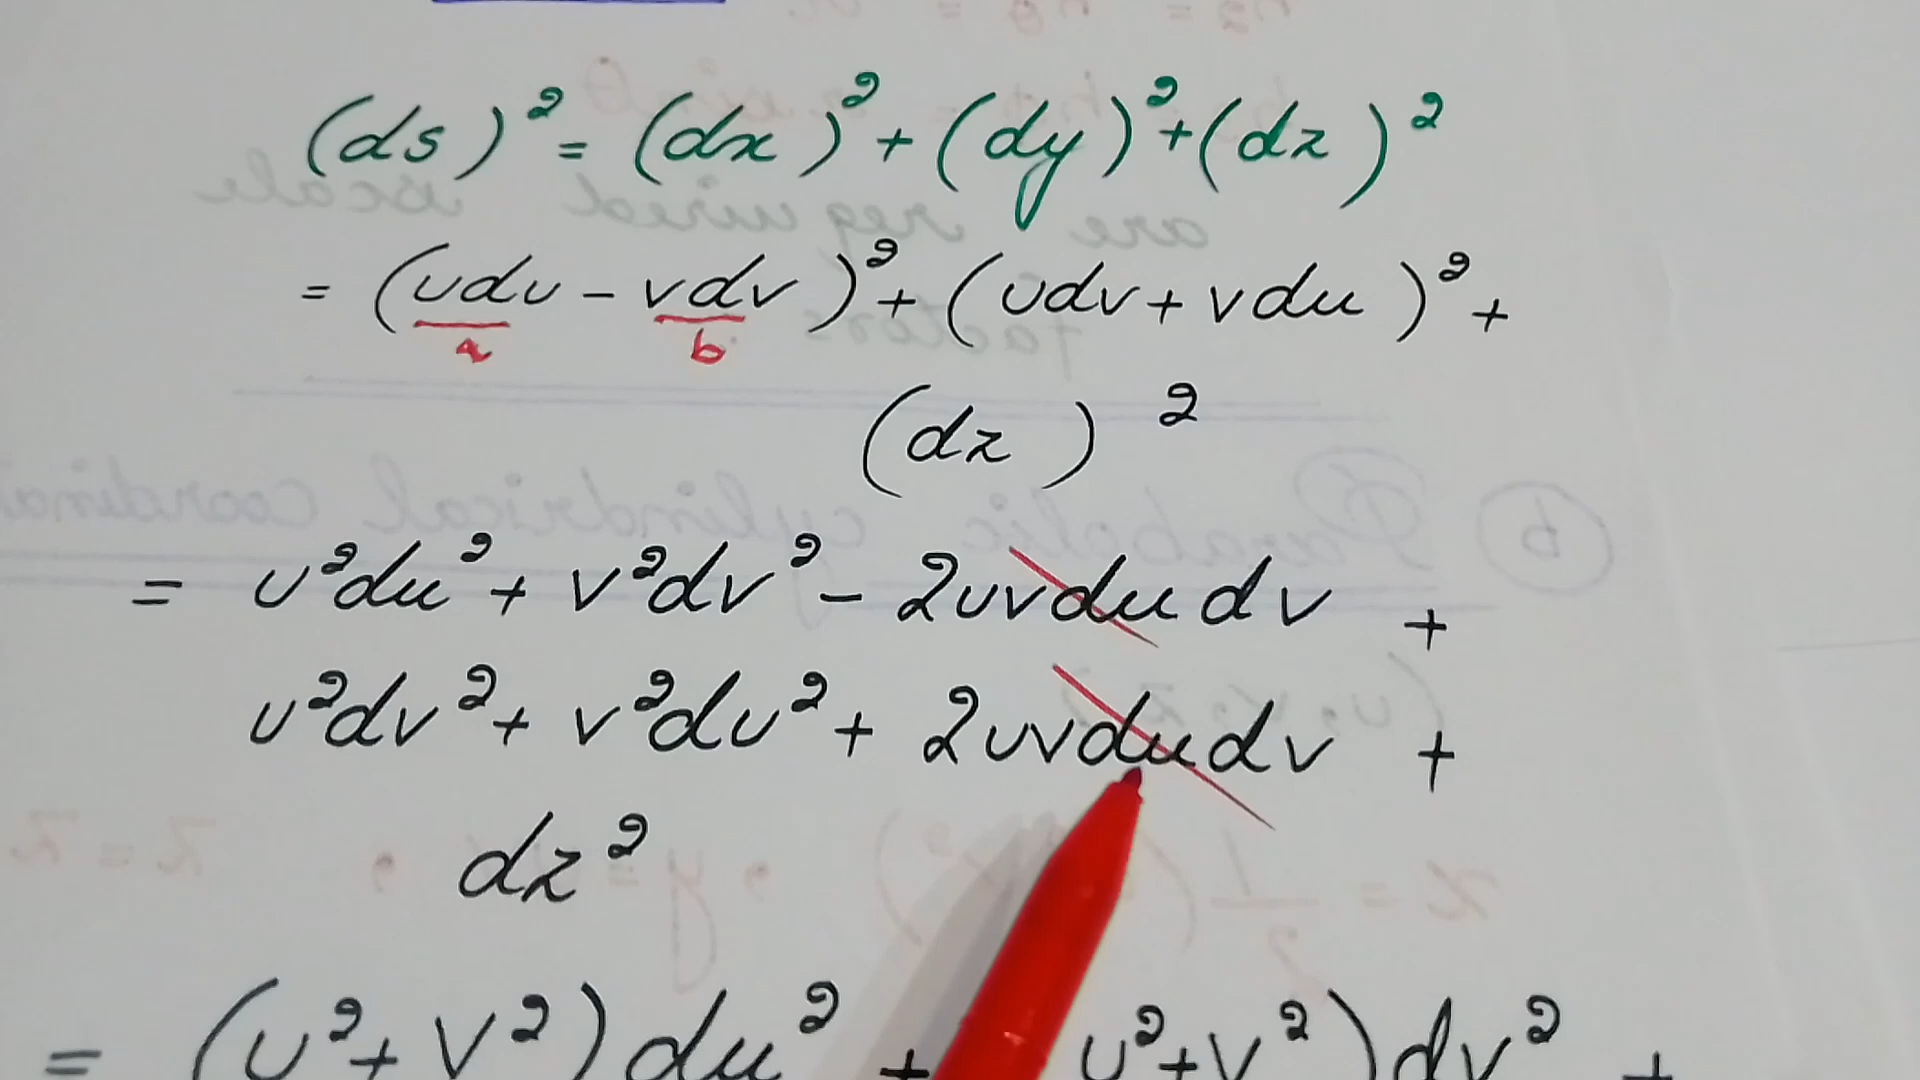 (ds)² = (dx)² + (dy)² + (dz)²
= (udu - vdv)² + (udv + vdu)² +
a b
(dz)²
= u²du² + v²dv² - 2uvdudv +
u²dv² + v²du² + 2uvdudv +
dz²
= (u² + v²)du² + u² + v²)dv² +